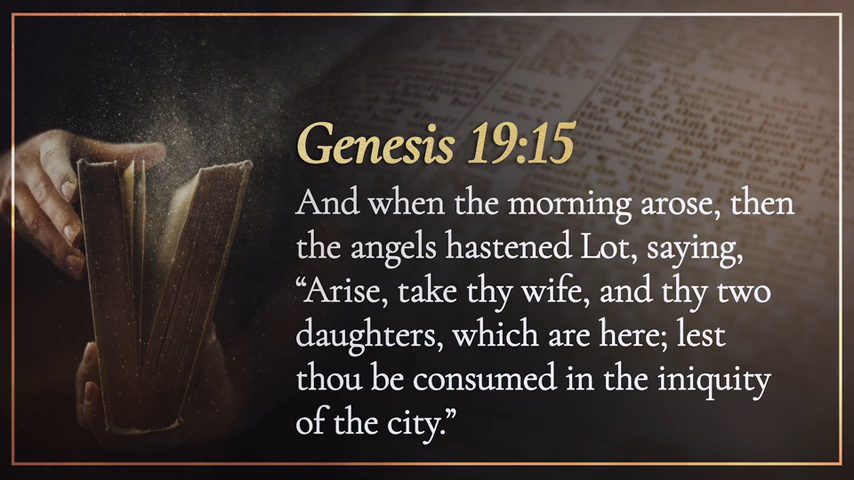 Genesis 19:15
And when the morning arose, then
the angels hastened Lot, saying,
“Arise, take thy wife, and thy two
daughters, which are here; lest
thou be consumed in the iniquity
of the city.”